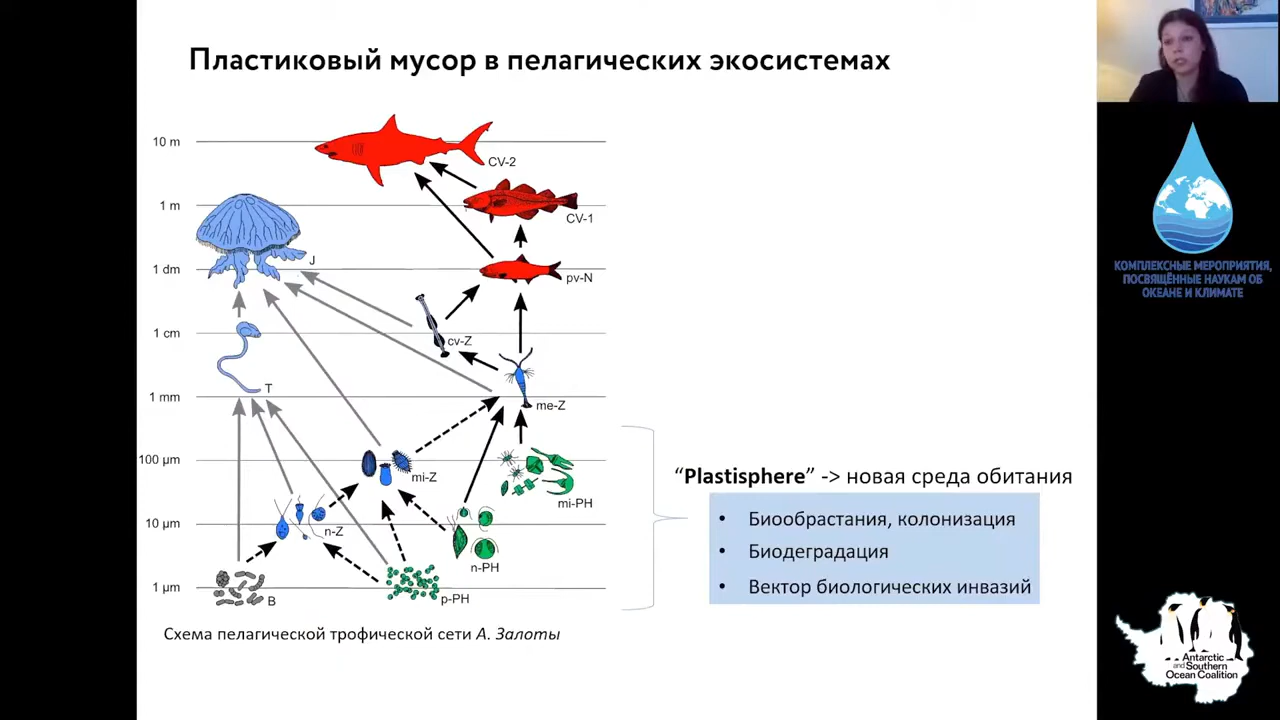 Пластиковый мусор в пелагических экосистемах
10 m
CV-2
1 m
CV-1
J
1 dm
pv-N
1 cm
cv-Z
T
1 mm
me-Z
100 µm
mi-Z
mi-PH
10 µm
n-Z
n-PH
1 µm
B
p-PH
Схема пелагической трофической сети А. Залоты
“Plastisphere” -> новая среда обитания
• Биообрастания, колонизация
• Биодеградация
• Вектор биологических инвазий
КОМПЛЕКСНЫЕ МЕРОПРИЯТИЯ,
ПОСВЯЩЁННЫЕ НАУКАМ ОБ
ОКЕАНЕ И КЛИМАТЕ
Antarctic
and Southern
Ocean Coalition